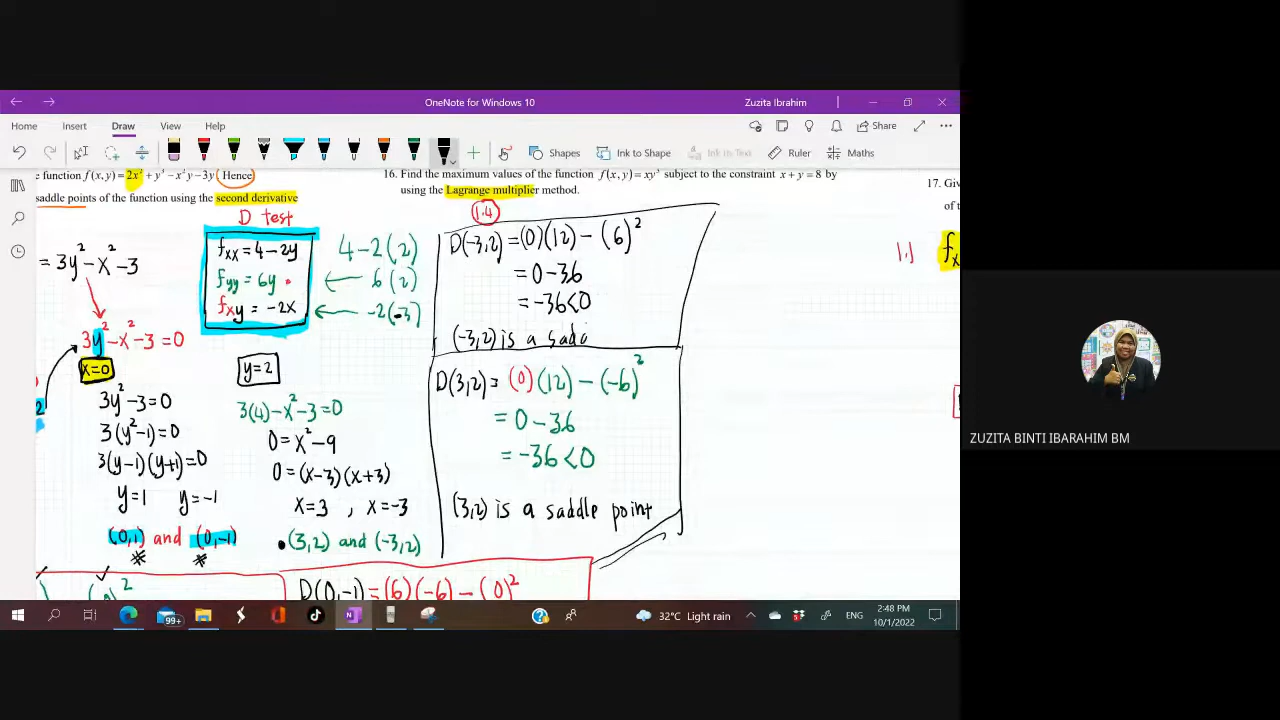 OneNote for Windows 10
Zuzita Ibrahim
Home Insert Draw View Help
Share
Shapes Ink to Shape Ink to Text Ruler Maths
e function f(x, y) = 2x² + y³ − x²y − 3y Hence
saddle points of the function using the second derivative
D test
= 3y² − x² − 3
fxx = 4 − 2y
fyy = 6y
fxy = −2x
4 − 2(2)
← 6(2)
← −2(−3)
3y² − x² − 3 = 0
x = 0
3y² − 3 = 0
3(y² − 1) = 0
3(y − 1)(y + 1) = 0
y = 1 y = −1
(0,1) and (0,−1)
* *
y = 2
3(4) − x² − 3 = 0
0 = x² − 9
0 = (x − 3)(x + 3)
x = 3 , x = −3
(3,2) and (−3,2)
16. Find the maximum values of the function f(x, y) = xy³ subject to the constraint x + y = 8 by
using the Lagrange multiplier method.
1.4
D(−3,2) = (0)(12) − (6)²
= 0 − 36
= −36 < 0
(−3,2) is a sadd
D(3,2) = (0)(12) − (−6)²
= 0 − 36
= −36 < 0
(3,2) is a saddle point
D(0,−1) = (6)(−6) − (0)²
17. Giv
of t
1.1 fx
ZUZITA BINTI IBARAHIM BM
99+
32°C Light rain
ENG
2:48 PM
10/1/2022